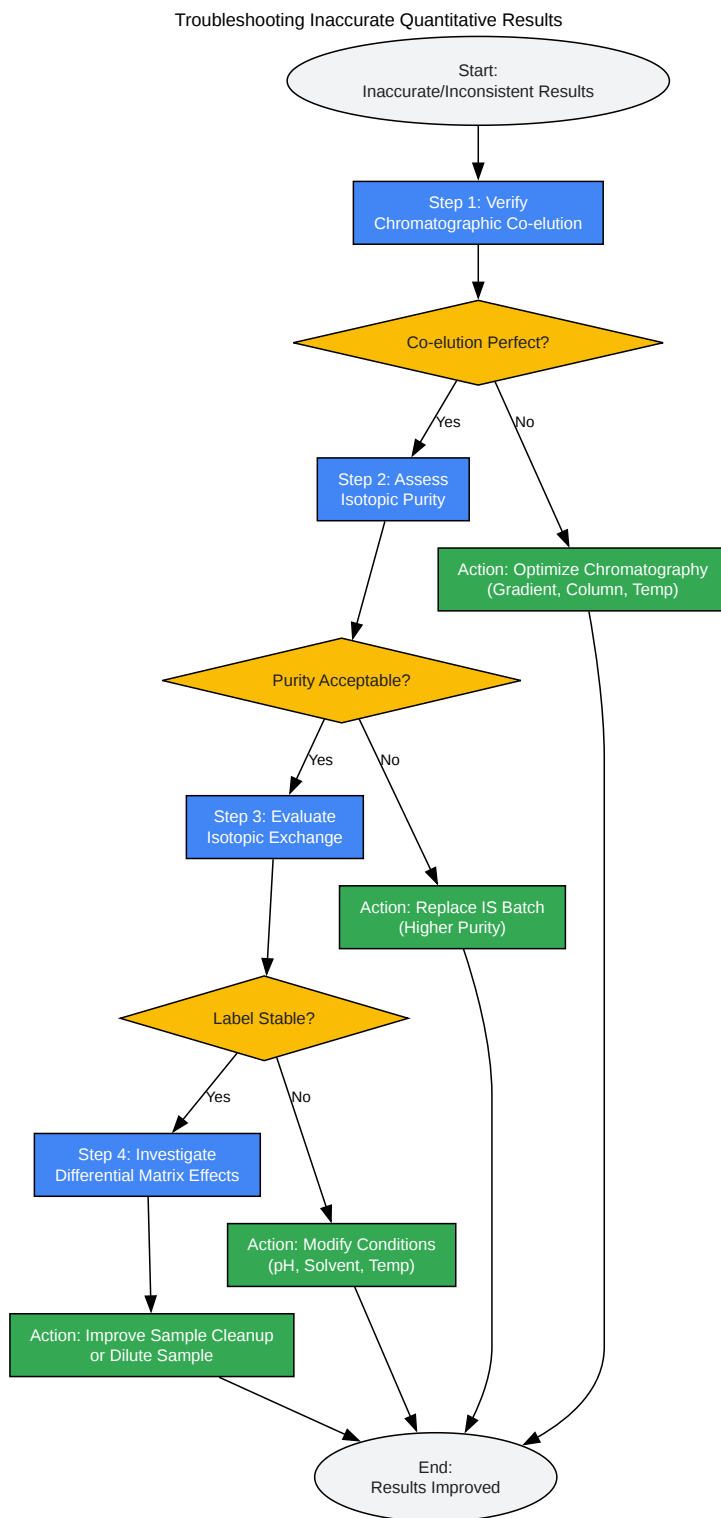 Troubleshooting Inaccurate Quantitative Results
Start:
Inaccurate/Inconsistent Results
Step 1: Verify
Chromatographic Co-elution
Co-elution Perfect?
Yes
No
Step 2: Assess
Isotopic Purity
Action: Optimize Chromatography
(Gradient, Column, Temp)
Purity Acceptable?
Yes
No
Step 3: Evaluate
Isotopic Exchange
Action: Replace IS Batch
(Higher Purity)
Label Stable?
Yes
No
Step 4: Investigate
Differential Matrix Effects
Action: Modify Conditions
(pH, Solvent, Temp)
Action: Improve Sample Cleanup
or Dilute Sample
End:
Results Improved